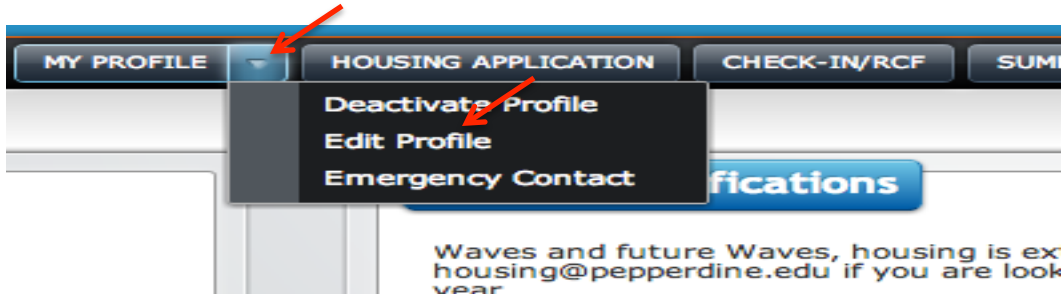 MY PROFILE HOUSING APPLICATION CHECK-IN/RCF
Deactivate Profile
Edit Profile
Emergency Contact
fications
Waves and future Waves, housing is
housing@pepperdine.edu if you are look
year